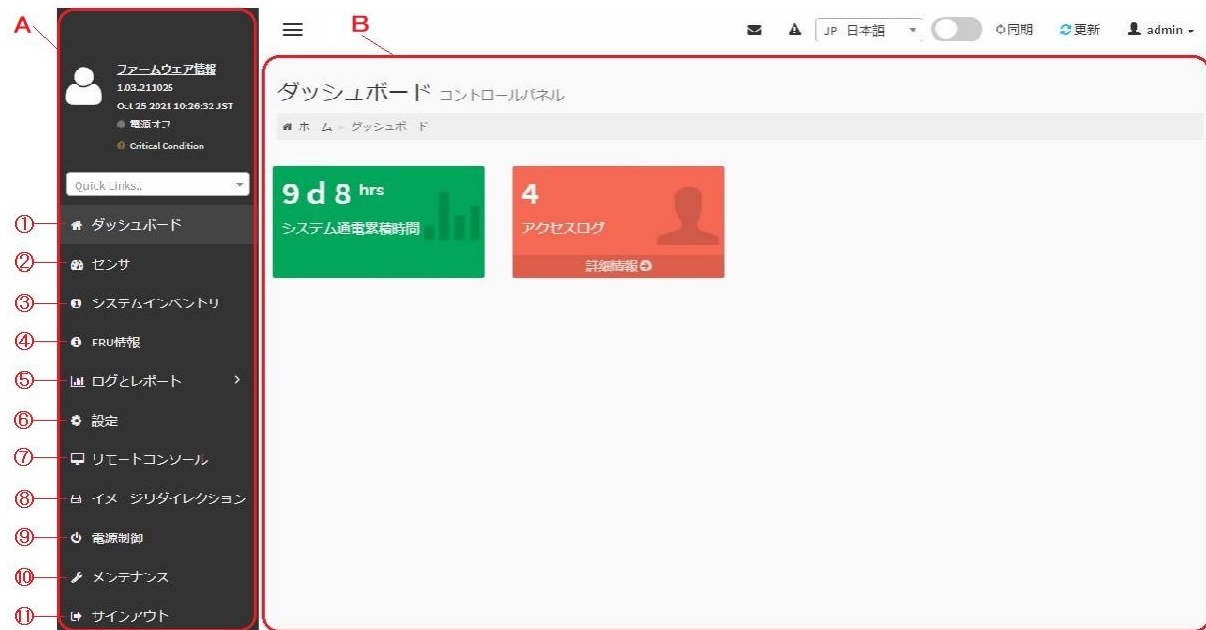 A
B
JP 日本語
同期
更新
admin
ファームウェア情報
1.03.211025
Oct 25 2021 10:26:32 JST
電源オフ
Critical Condition
Quick Links..
ダッシュボード コントロールパネル
ホーム - ダッシュボード
9 d 8 hrs
システム通電累積時間
4
アクセスログ
詳細情報
① ダッシュボード
② センサ
③ システムインベントリ
④ FRU情報
⑤ ログとレポート
⑥ 設定
⑦ リモートコンソール
⑧ イメージリダイレクション
⑨ 電源制御
⑩ メンテナンス
⑪ サインアウト